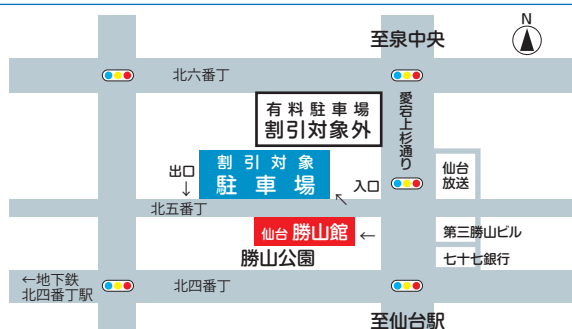 N
至泉中央
北六番丁
有料駐車場
割引対象外
愛宕上杉通り
割引対象
駐車場
出口
↓
入口
↖
仙台
放送
北五番丁
仙台 勝山館
←
第三勝山ビル
勝山公園
七十七銀行
←地下鉄
北四番丁駅
北四番丁
至仙台駅